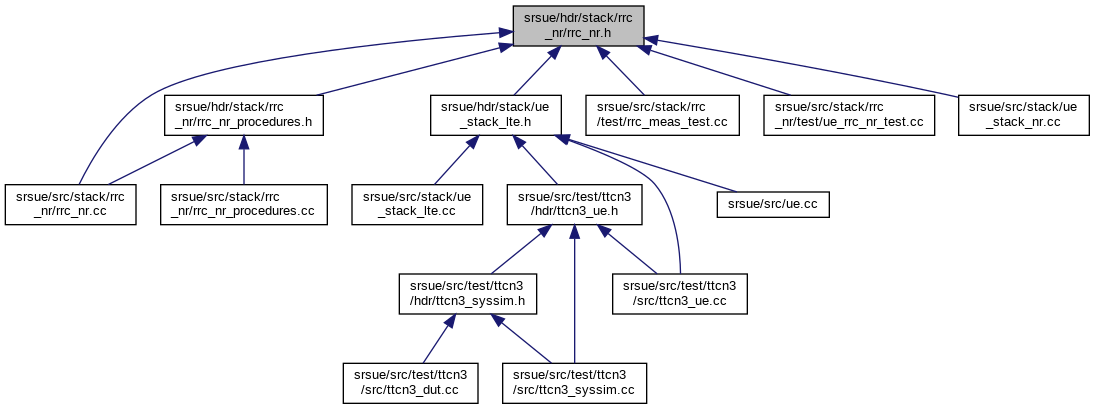 srsue/hdr/stack/rrc
_nr/rrc_nr.h
srsue/hdr/stack/rrc
_nr/rrc_nr_procedures.h
srsue/hdr/stack/ue
_stack_lte.h
srsue/src/stack/rrc
/test/rrc_meas_test.cc
srsue/src/stack/rrc
_nr/test/ue_rrc_nr_test.cc
srsue/src/stack/ue
_stack_nr.cc
srsue/src/stack/rrc
_nr/rrc_nr.cc
srsue/src/stack/rrc
_nr/rrc_nr_procedures.cc
srsue/src/stack/ue
_stack_lte.cc
srsue/src/test/ttcn3
/hdr/ttcn3_ue.h
srsue/src/ue.cc
srsue/src/test/ttcn3
/hdr/ttcn3_syssim.h
srsue/src/test/ttcn3
/src/ttcn3_ue.cc
srsue/src/test/ttcn3
/src/ttcn3_dut.cc
srsue/src/test/ttcn3
/src/ttcn3_syssim.cc